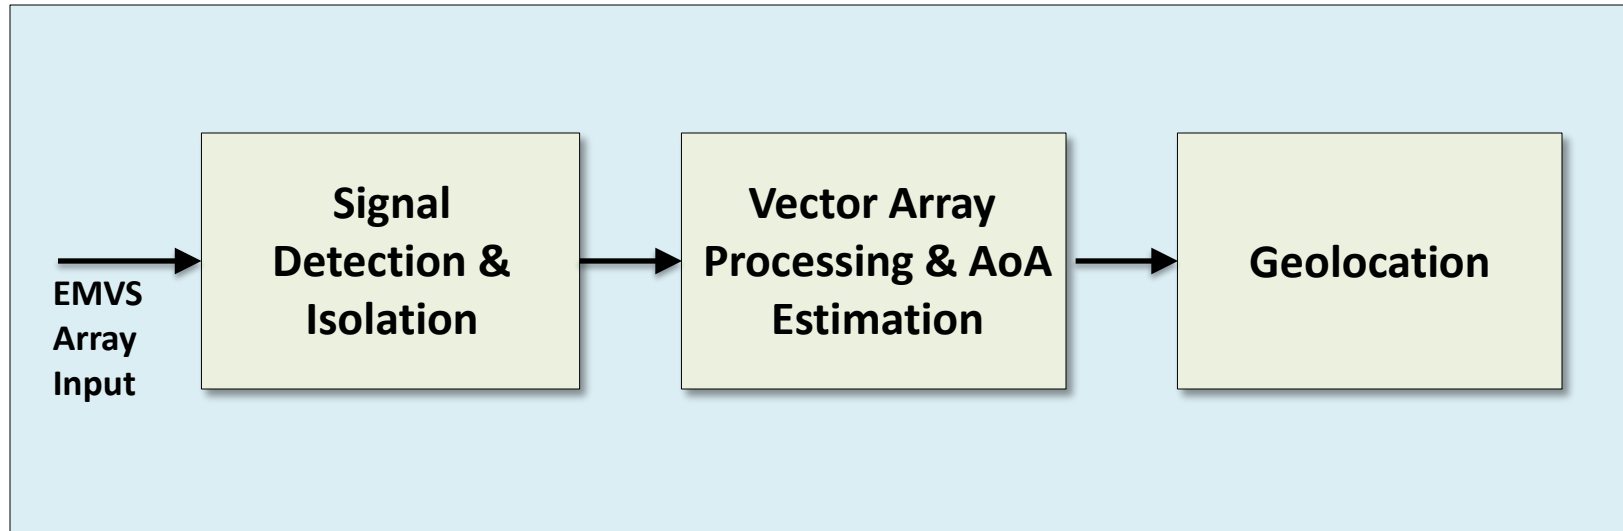 EMVS
Array
Input
Signal
Detection &
Isolation
Vector Array
Processing & AoA
Estimation
Geolocation